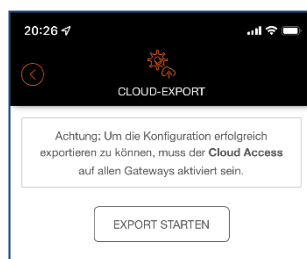 20:26
CLOUD-EXPORT
Achtung: Um die Konfiguration erfolgreich
exportieren zu können, muss der Cloud Access
auf allen Gateways aktiviert sein.
EXPORT STARTEN